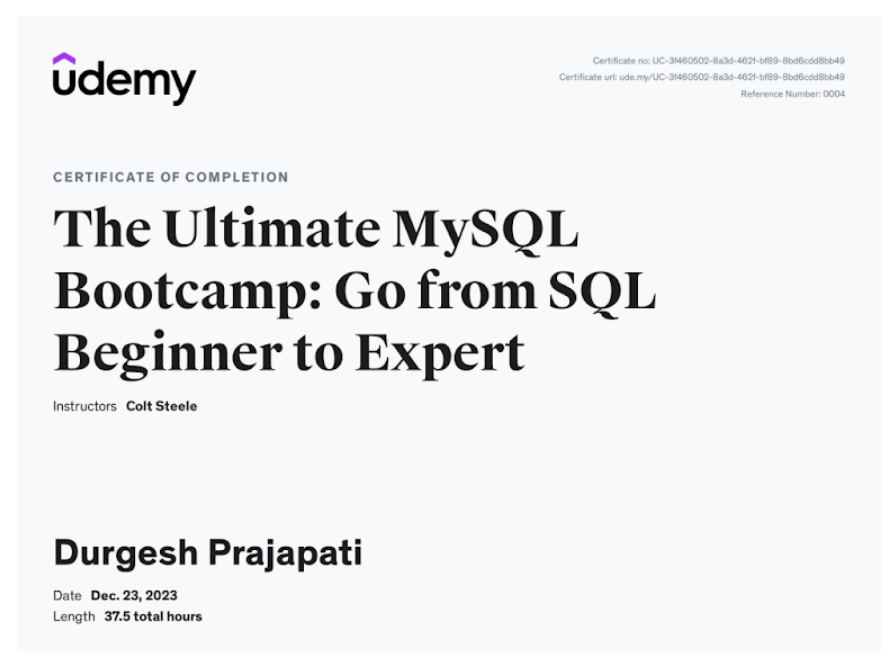 udemy
Certificate no: UC-3f460502-8a3d-462f-bf89-8bd6cdd8bb49
Certificate url: ude.my/UC-3f460502-8a3d-462f-bf89-8bd6cdd8bb49
Reference Number: 0004
CERTIFICATE OF COMPLETION
The Ultimate MySQL
Bootcamp: Go from SQL
Beginner to Expert
Instructors Colt Steele
Durgesh Prajapati
Date Dec. 23, 2023
Length 37.5 total hours